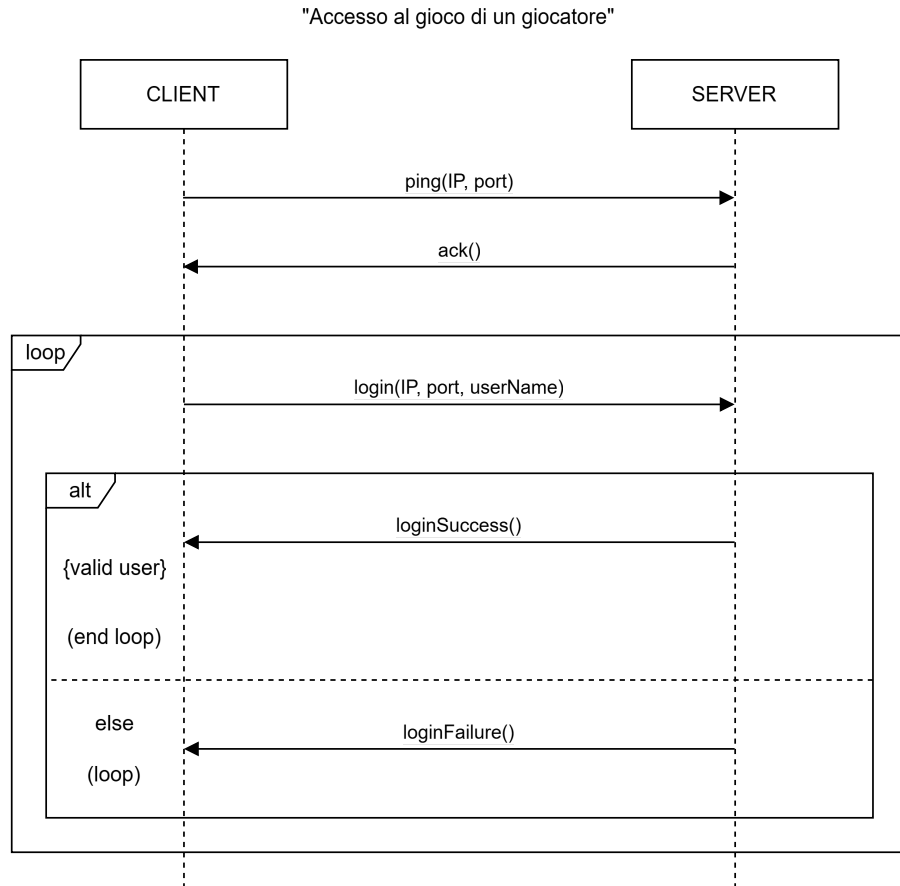 "Accesso al gioco di un giocatore"
CLIENT
SERVER
ping(IP, port)
ack()
loop
login(IP, port, userName)
alt
loginSuccess()
{valid user}
(end loop)
else
loginFailure()
(loop)